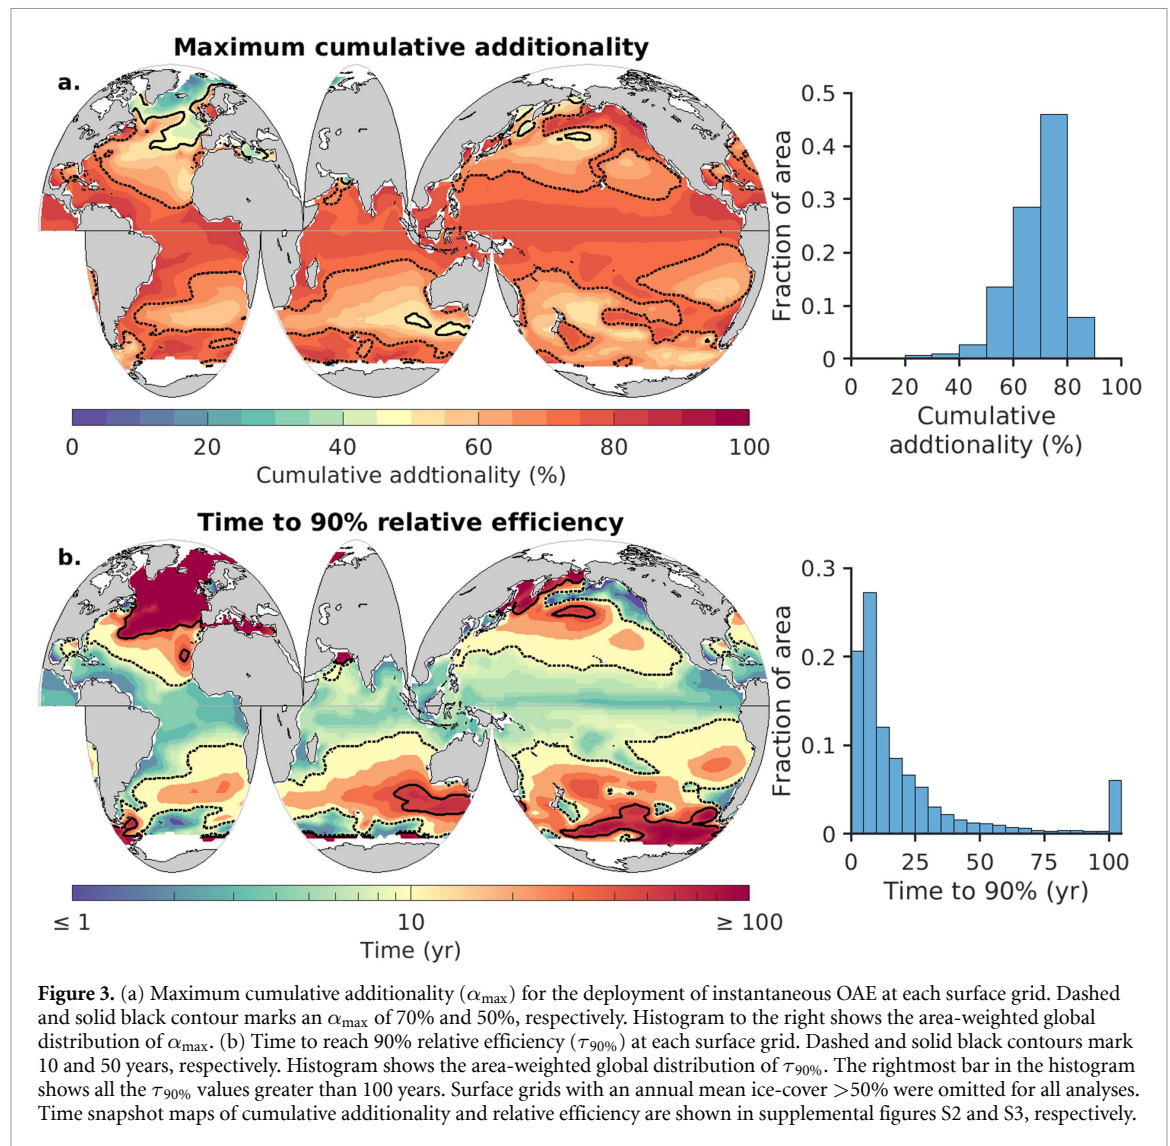 Maximum cumulative additionality
a.
0 20 40 60 80 100
Cumulative addtionality (%)
0.5
0.4
0.3
0.2
0.1
0
Fraction of area
0 20 40 60 80 100
Cumulative
addtionality (%)
Time to 90% relative efficiency
b.
≤ 1 10 ≥ 100
Time (yr)
0.3
0.2
0.1
0
Fraction of area
0 25 50 75 100
Time to 90% (yr)
Figure 3. (a) Maximum cumulative additionality (αmax) for the deployment of instantaneous OAE at each surface grid. Dashed
and solid black contour marks an αmax of 70% and 50%, respectively. Histogram to the right shows the area-weighted global
distribution of αmax. (b) Time to reach 90% relative efficiency (τ90%) at each surface grid. Dashed and solid black contours mark
10 and 50 years, respectively. Histogram shows the area-weighted global distribution of τ90%. The rightmost bar in the histogram
shows all the τ90% values greater than 100 years. Surface grids with an annual mean ice-cover >50% were omitted for all analyses.
Time snapshot maps of cumulative additionality and relative efficiency are shown in supplemental figures S2 and S3, respectively.